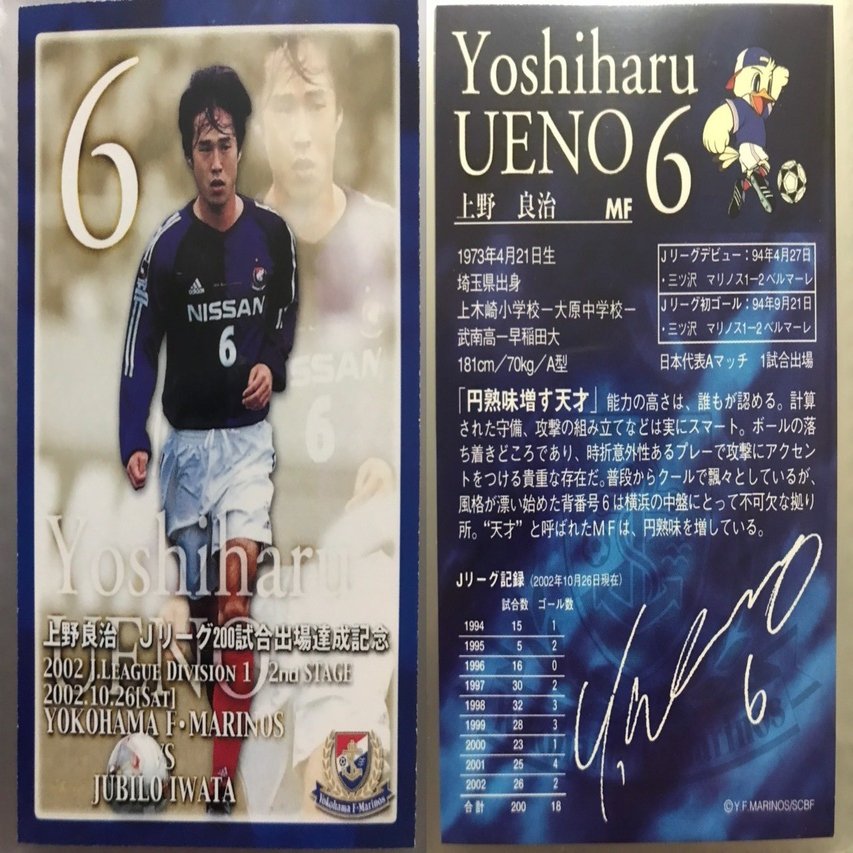 6
NISSAN
6
SSAN
6
Yoshiharu
UENO
上野良治 Jリーグ200試合出場達成記念
2002 J.LEAGUE DIVISION 1 2nd STAGE
2002.10.26[SAT]
YOKOHAMA F・MARINOS
VS
JUBILO IWATA
Yokohama F・Marinos
Yoshiharu
UENO 6
上野 良治 MF
1973年4月21日生
埼玉県出身
上木崎小学校ー大原中学校ー
武南高ー早稲田大
181cm/70kg/A型
Jリーグデビュー:94年4月27日
・三ツ沢 マリノス1ー2ベルマーレ
Jリーグ初ゴール:94年9月21日
・三ツ沢 マリノス1ー2ベルマーレ
日本代表Aマッチ 1試合出場
「円熟味増す天才」能力の高さは、誰もが認める。計算
された守備、攻撃の組み立てなどは実にスマート。ボールの落
ち着きどころであり、時折意外性あるプレーで攻撃にアクセン
トをつける貴重な存在だ。普段からクールで飄々としているが、
風格が漂い始めた背番号6は横浜の中盤にとって不可欠な拠り
所。“天才”と呼ばれたMFは、円熟味を増している。
Jリーグ記録(2002年10月26日現在)
試合数 ゴール数
1994 15 1
1995 5 2
1996 16 0
1997 30 2
1998 32 3
1999 28 3
2000 23 1
2001 25 4
2002 26 2
合計 200 18
Y. Ueno
6
©Y.F.MARINOS/SCBF